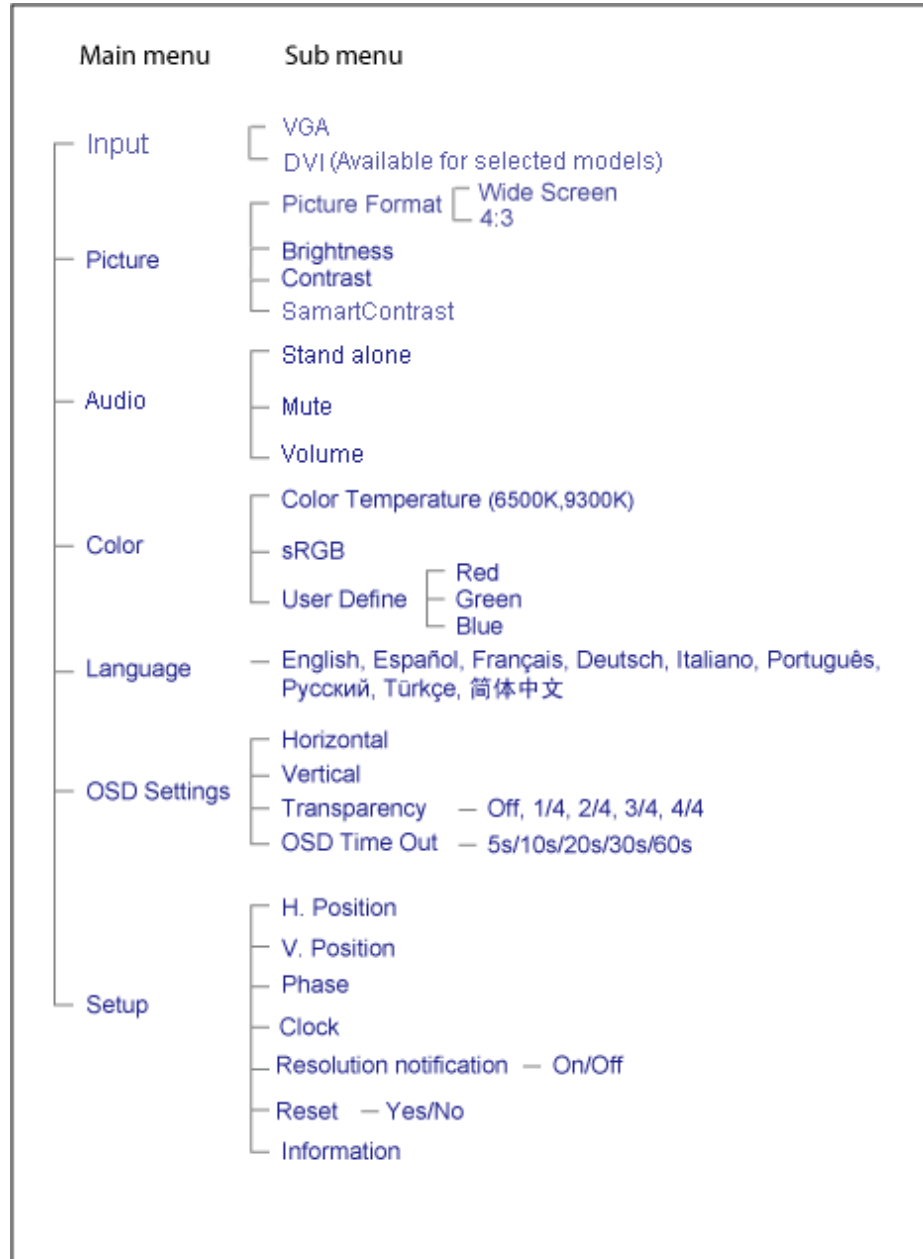 Main menu Sub menu
Input
VGA
DVI (Available for selected models)
Picture
Picture Format
Wide Screen
4:3
Brightness
Contrast
SamartContrast
Audio
Stand alone
Mute
Volume
Color
Color Temperature (6500K,9300K)
sRGB
User Define
Red
Green
Blue
Language
English, Español, Français, Deutsch, Italiano, Português,
Русский, Türkçe, 简体中文
OSD Settings
Horizontal
Vertical
Transparency — Off, 1/4, 2/4, 3/4, 4/4
OSD Time Out — 5s/10s/20s/30s/60s
Setup
H. Position
V. Position
Phase
Clock
Resolution notification — On/Off
Reset — Yes/No
Information